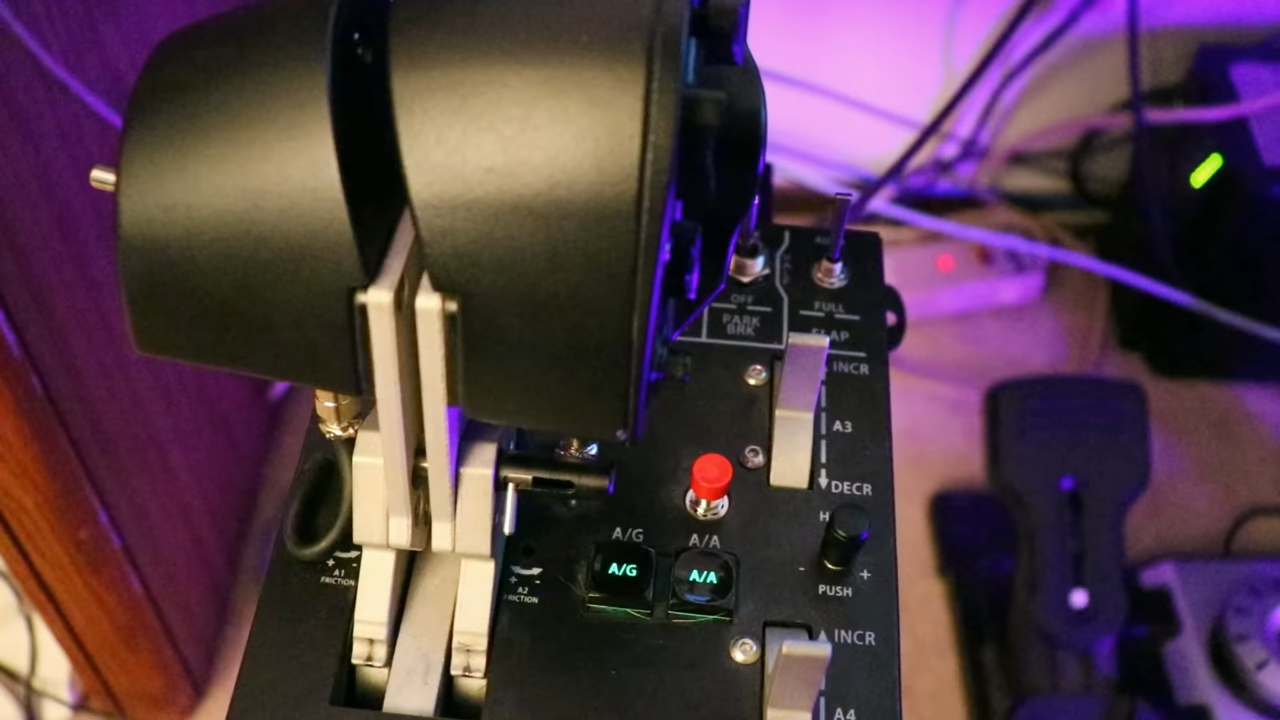 OFF
PARK
BRK
FULL
FLAP
INCR
A3
DECR
A/G
A/A
A/G
A/A
H
-
+
PUSH
A1
FRICTION
A2
FRICTION
INCR
A4